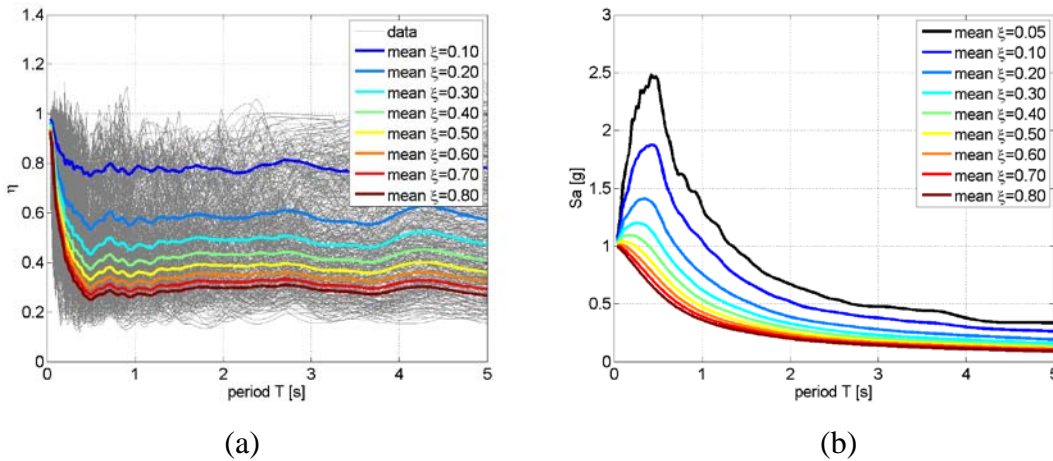 1.4
1.2
1
0.8
0.6
0.4
0.2
0
η
0
1
2
3
4
5
period T [s]
data
mean ξ=0.10
mean ξ=0.20
mean ξ=0.30
mean ξ=0.40
mean ξ=0.50
mean ξ=0.60
mean ξ=0.70
mean ξ=0.80
(a)
3
2.5
2
1.5
1
0.5
0
Sa [g]
0
1
2
3
4
5
period T [s]
mean ξ=0.05
mean ξ=0.10
mean ξ=0.20
mean ξ=0.30
mean ξ=0.40
mean ξ=0.50
mean ξ=0.60
mean ξ=0.70
mean ξ=0.80
(b)